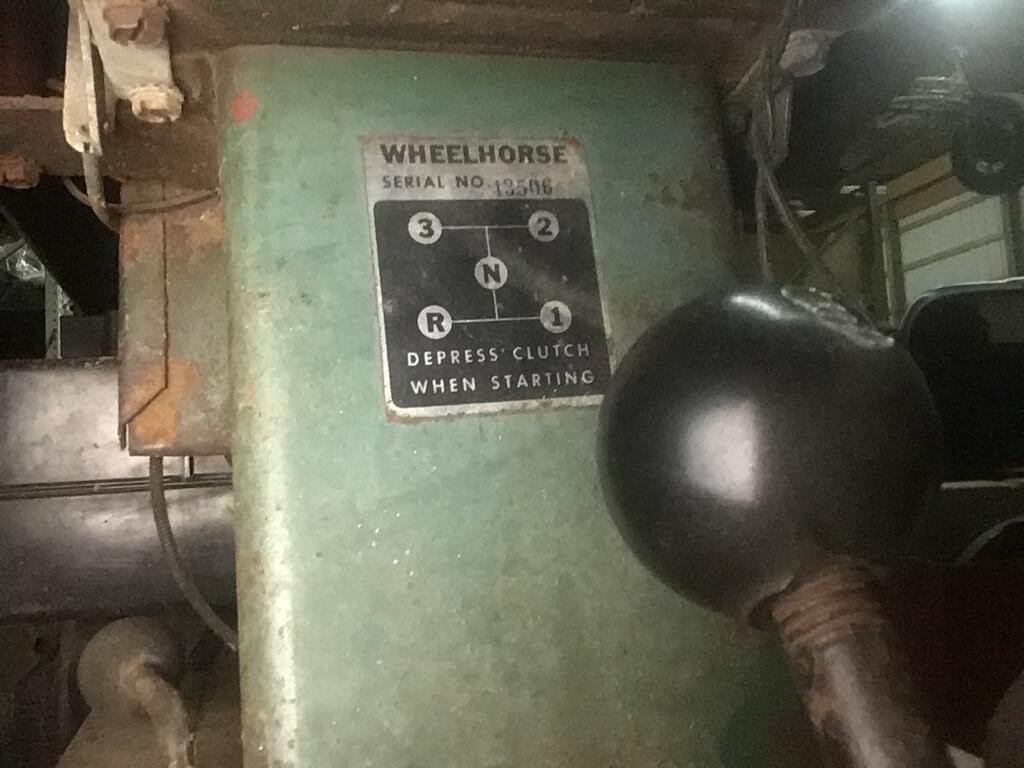 WHEELHORSE
SERIAL NO. 13506
3 2
N
R 1
DEPRESS CLUTCH
WHEN STARTING